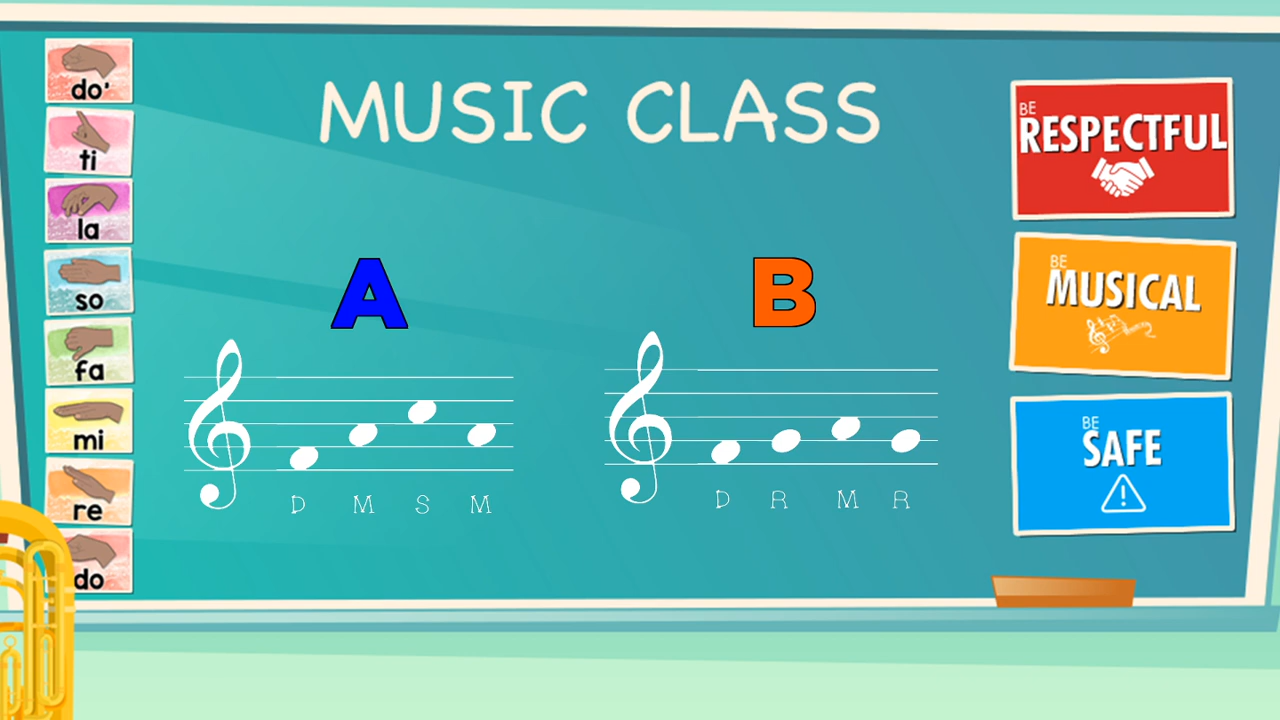 MUSIC CLASS
do'
ti
la
so
fa
mi
re
do
A
D M S M
B
D R M R
BE
RESPECTFUL
BE
MUSICAL
BE
SAFE